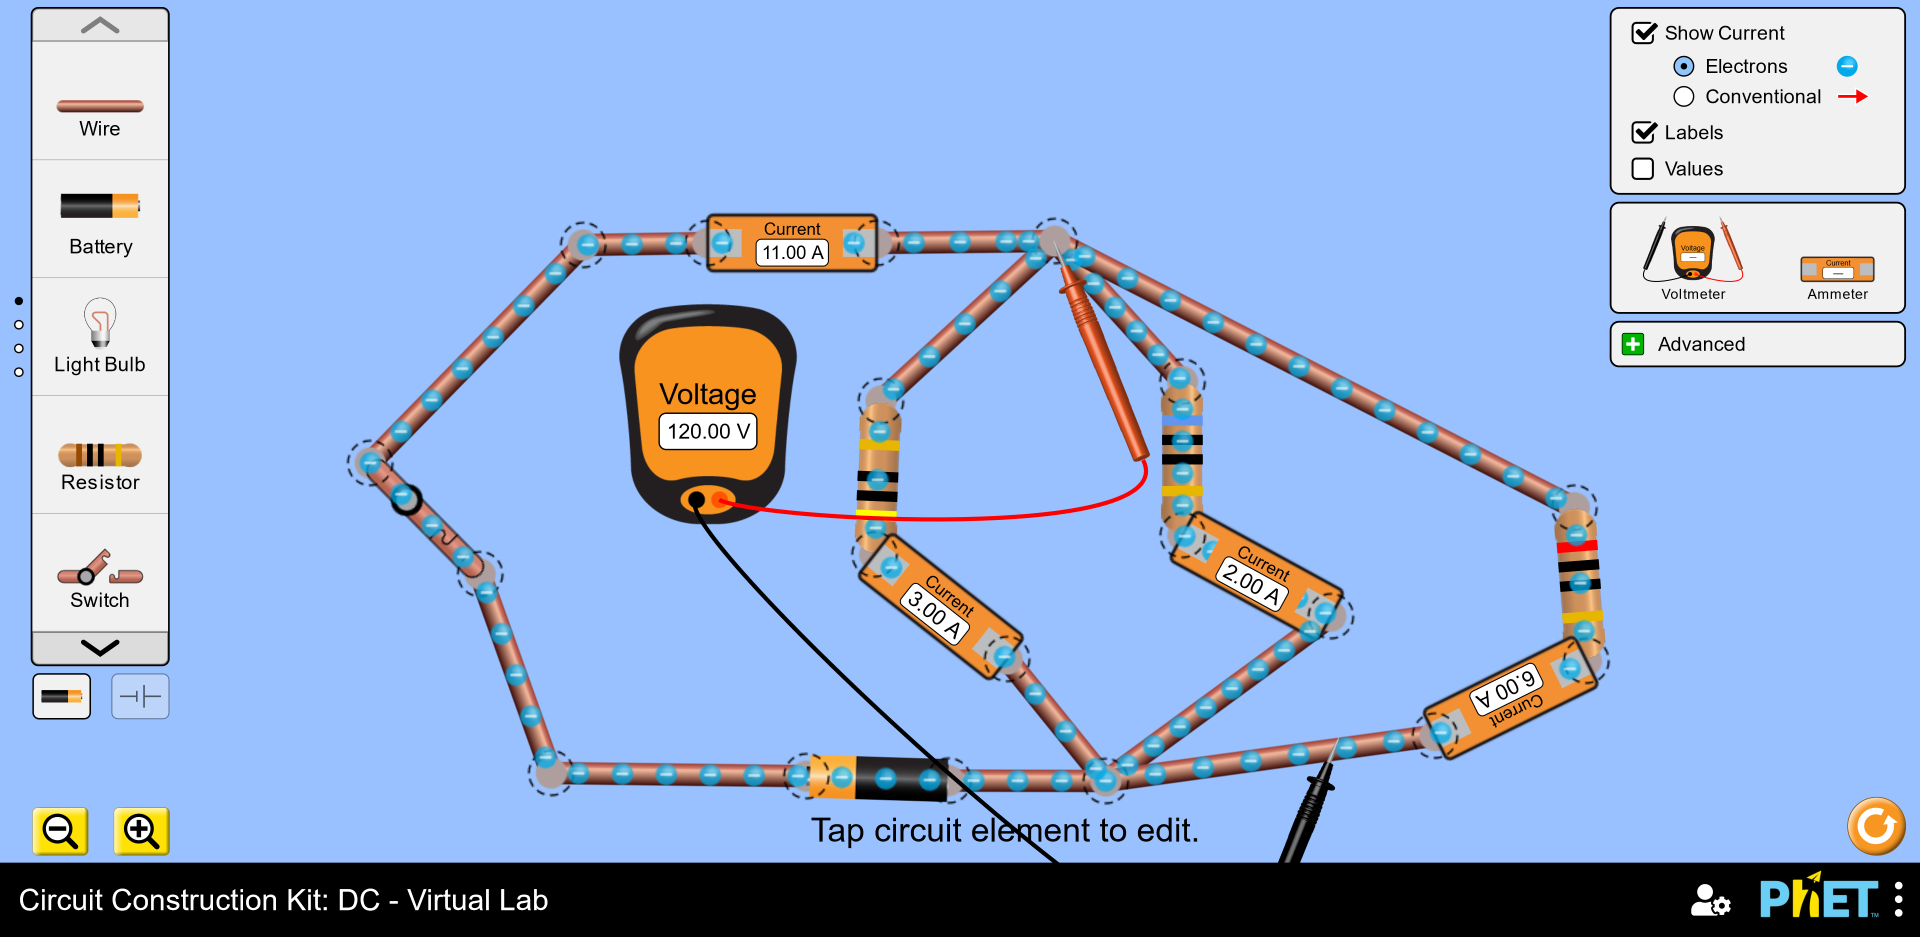 Wire
Battery
Light Bulb
Resistor
Switch
Current
11.00 A
Voltage
120.00 V
Current
3.00 A
Current
2.00 A
Current
6.00 A
Tap circuit element to edit.
Show Current
Electrons
Conventional
Labels
Values
Voltage
Current
Voltmeter
Ammeter
Advanced
Circuit Construction Kit: DC - Virtual Lab
PhET